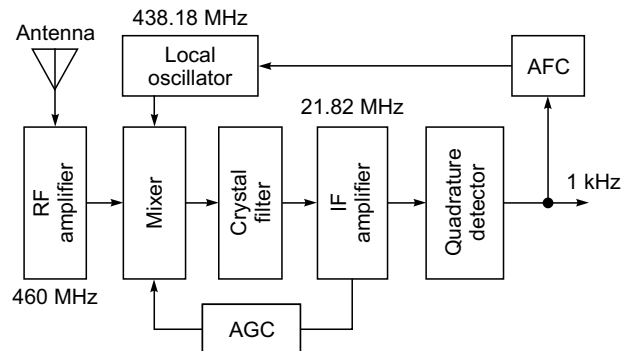 438.18 MHz
Antenna
Local
oscillator
AFC
21.82 MHz
RF
amplifier
Mixer
Crystal
filter
IF
amplifier
Quadrature
detector
1 kHz
460 MHz
AGC